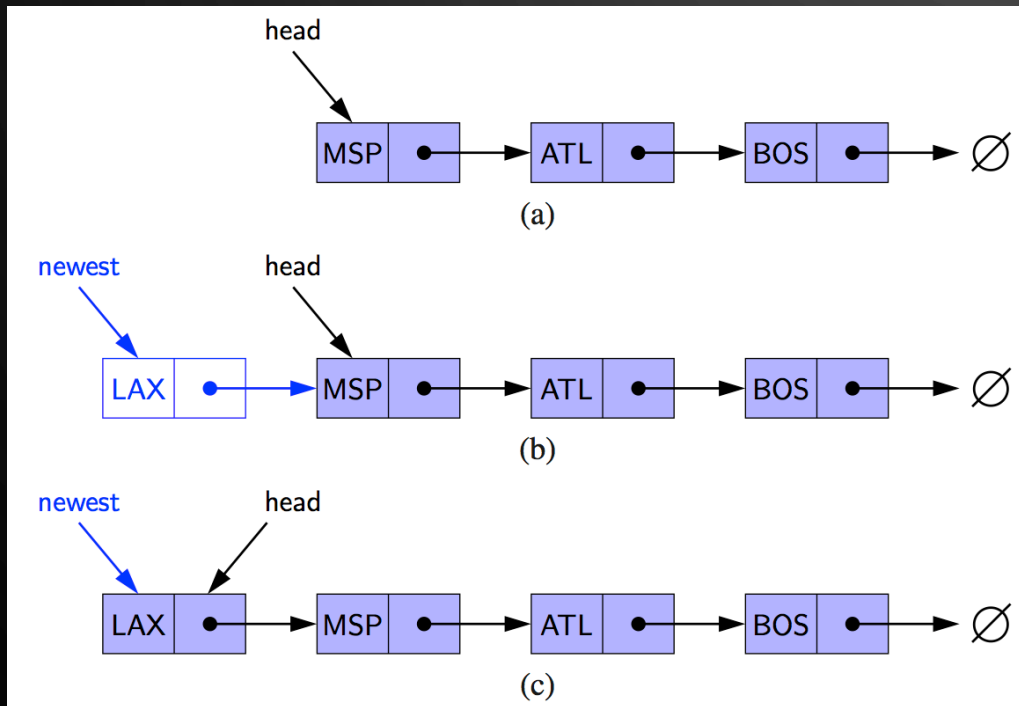 head
MSP ATL BOS ∅
(a)
newest head
LAX MSP ATL BOS ∅
(b)
newest head
LAX MSP ATL BOS ∅
(c)